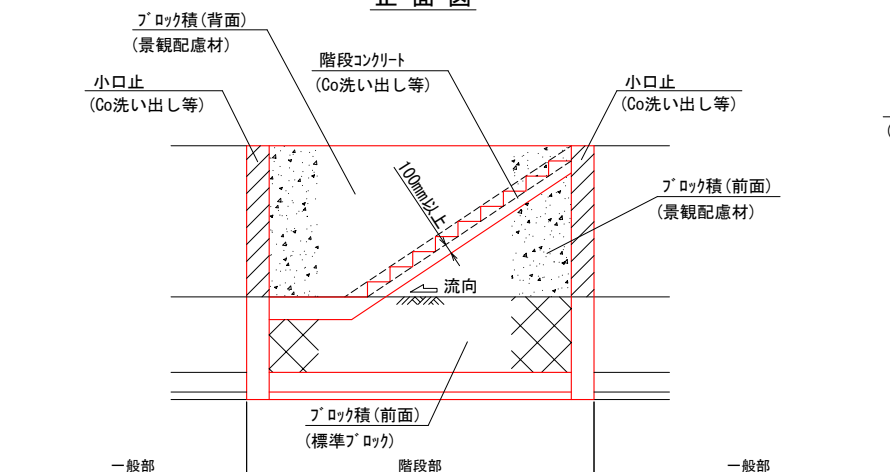 正面図
ﾌﾞﾛｯｸ積(背面)
(景観配慮材)
階段ｺﾝｸﾘｰﾄ
(Co洗い出し等)
小口止
(Co洗い出し等)
小口止
(Co洗い出し等)
100mm以上
ﾌﾞﾛｯｸ積(前面)
(景観配慮材)
流向
ﾌﾞﾛｯｸ積(前面)
(標準ﾌﾞﾛｯｸ)
一般部
階段部
一般部